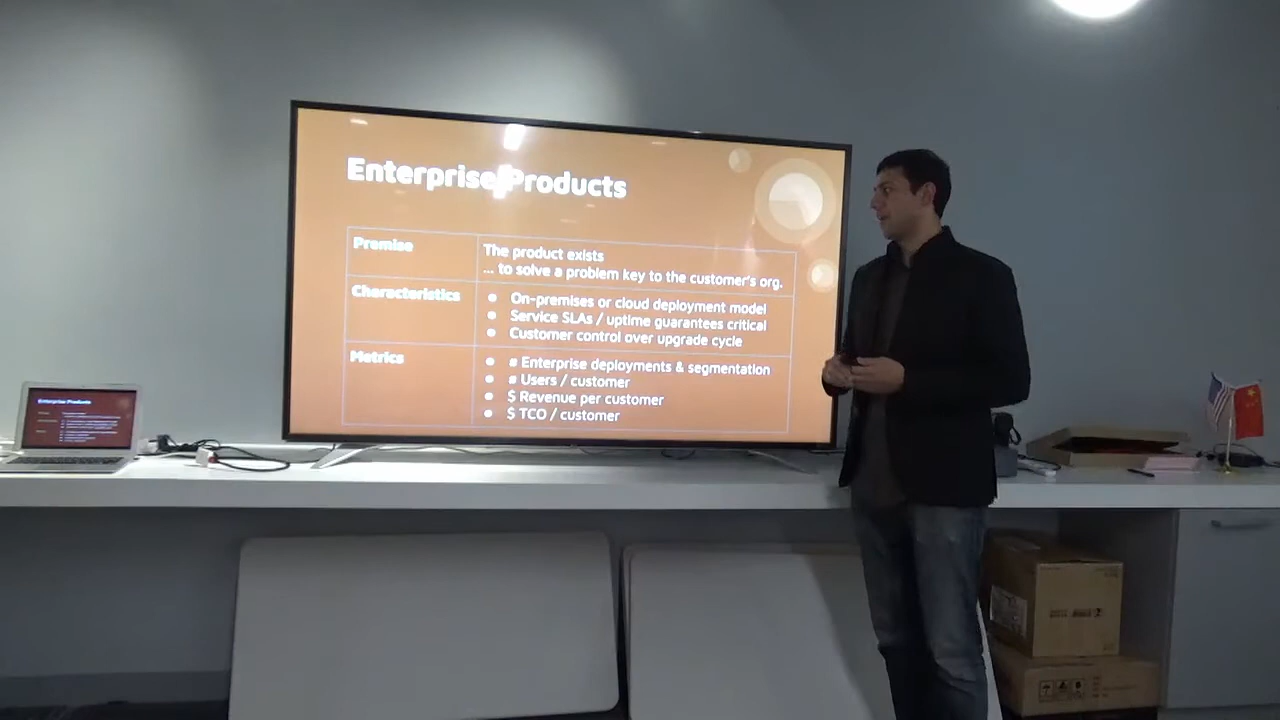 Enterprise Products
Premise
The product exists
... to solve a problem key to the customer's org.
Characteristics
● On-premises or cloud deployment model
● Service SLAs / uptime guarantees critical
● Customer control over upgrade cycle
Metrics
● # Enterprise deployments & segmentation
● # Users / customer
● $ Revenue per customer
● $ TCO / customer
Enterprise Products